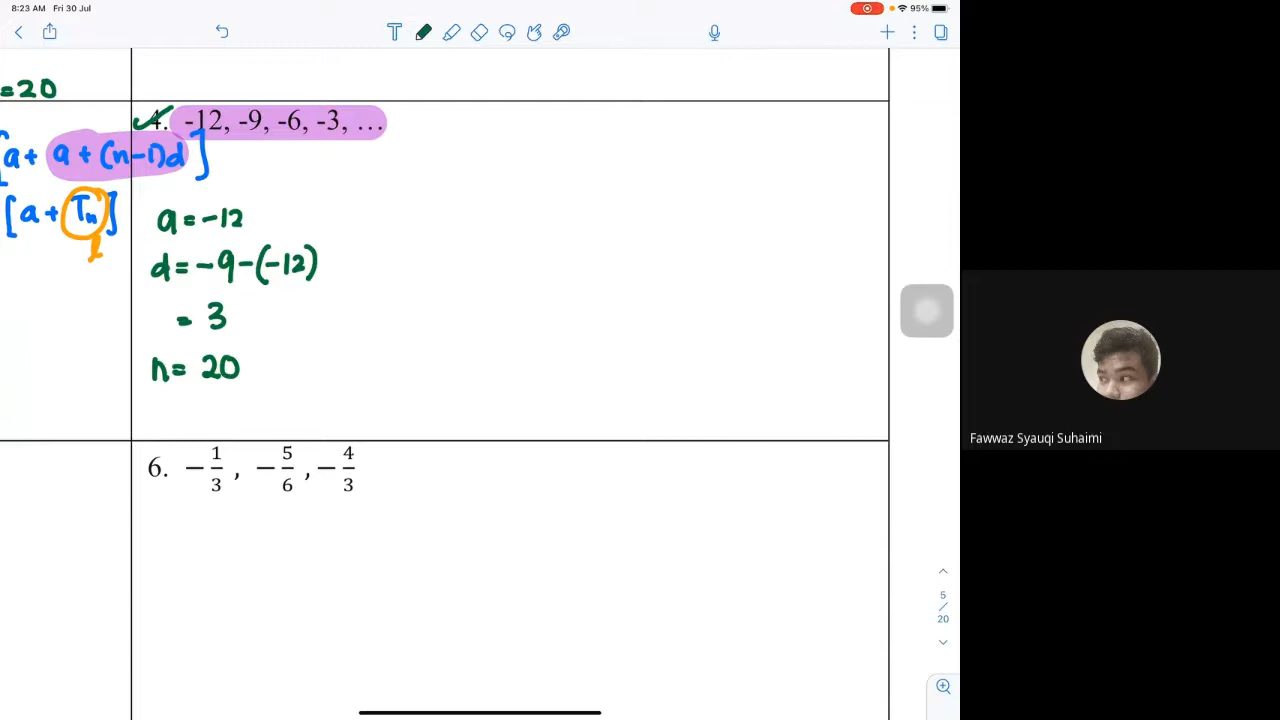 8:23 AM Fri 30 Jul
95%
T
=20
4. -12, -9, -6, -3, …
[a + a + (n-1)d]
[a + Tn]
l
a = -12
d = -9 - (-12)
= 3
n = 20
6. -1/3 , -5/6 , -4/3
Fawwaz Syauqi Suhaimi
5
/
20